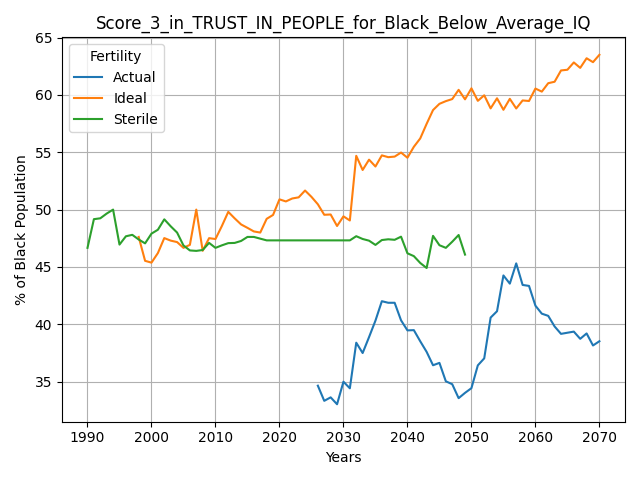 Score_3_in_TRUST_IN_PEOPLE_for_Black_Below_Average_IQ
Fertility
Actual
Ideal
Sterile
% of Black Population
65
60
55
50
45
40
35
1990 2000 2010 2020 2030 2040 2050 2060 2070
Years